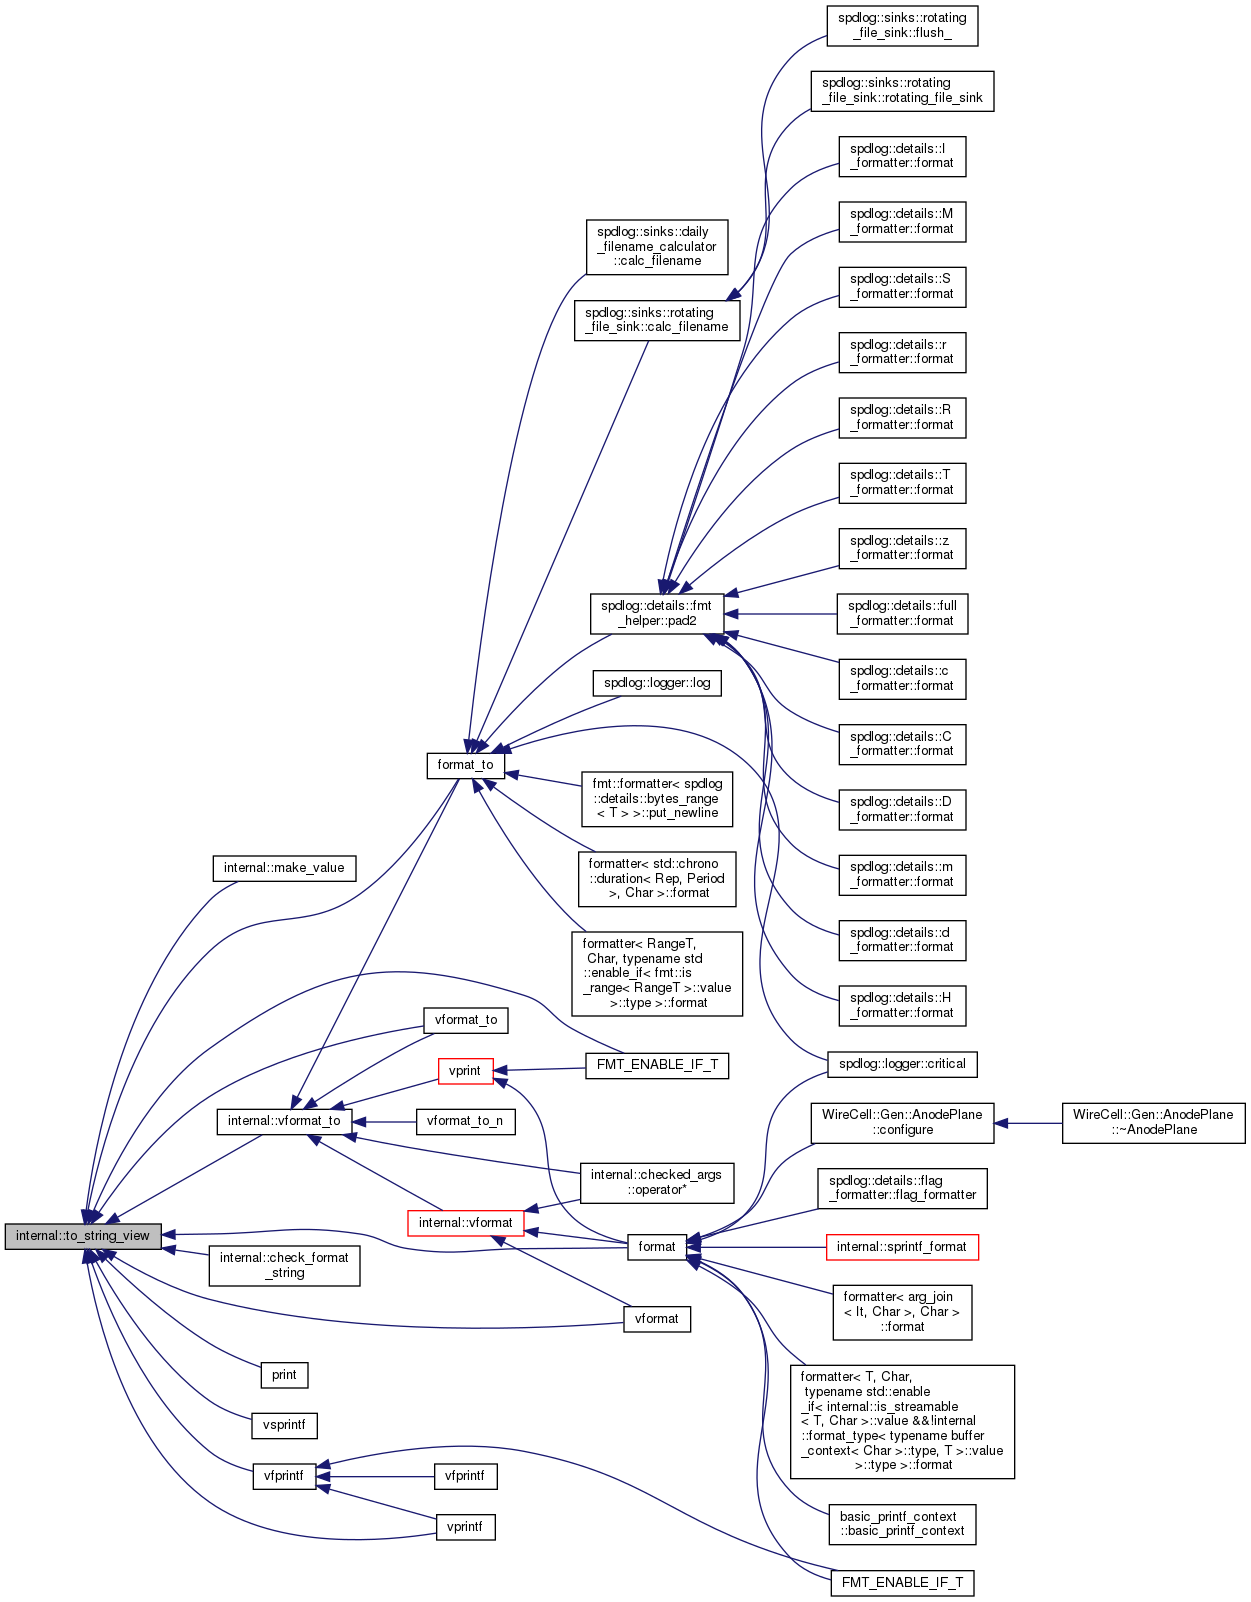 spdlog::sinks::rotating
_file_sink::flush_
spdlog::sinks::rotating
_file_sink::rotating_file_sink
spdlog::details::I
_formatter::format
spdlog::details::M
_formatter::format
spdlog::sinks::daily
_filename_calculator
::calc_filename
spdlog::details::S
_formatter::format
spdlog::sinks::rotating
_file_sink::calc_filename
spdlog::details::r
_formatter::format
spdlog::details::R
_formatter::format
spdlog::details::T
_formatter::format
spdlog::details::z
_formatter::format
spdlog::details::fmt
_helper::pad2
spdlog::details::full
_formatter::format
spdlog::logger::log
spdlog::details::c
_formatter::format
spdlog::details::C
_formatter::format
format_to
fmt::formatter< spdlog
::details::bytes_range
< T > >::put_newline
spdlog::details::D
_formatter::format
internal::make_value
formatter< std::chrono
::duration< Rep, Period
>, Char >::format
spdlog::details::m
_formatter::format
spdlog::details::d
_formatter::format
formatter< RangeT,
Char, typename std
::enable_if< fmt::is
_range< RangeT >::value
>::type >::format
spdlog::details::H
_formatter::format
vformat_to
vprint
FMT_ENABLE_IF_T
spdlog::logger::critical
internal::vformat_to
vformat_to_n
WireCell::Gen::AnodePlane
::configure
WireCell::Gen::AnodePlane
::~AnodePlane
internal::checked_args
::operator*
spdlog::details::flag
_formatter::flag_formatter
internal::vformat
internal::to_string_view
format
internal::sprintf_format
internal::check_format
_string
formatter< arg_join
< It, Char >, Char >
::format
vformat
print
formatter< T, Char,
typename std::enable
_if< internal::is_streamable
< T, Char >::value &&!internal
::format_type< typename buffer
_context< Char >::type, T >::value
>::type >::format
vsprintf
vfprintf
vfprintf
vprintf
basic_printf_context
::basic_printf_context
FMT_ENABLE_IF_T